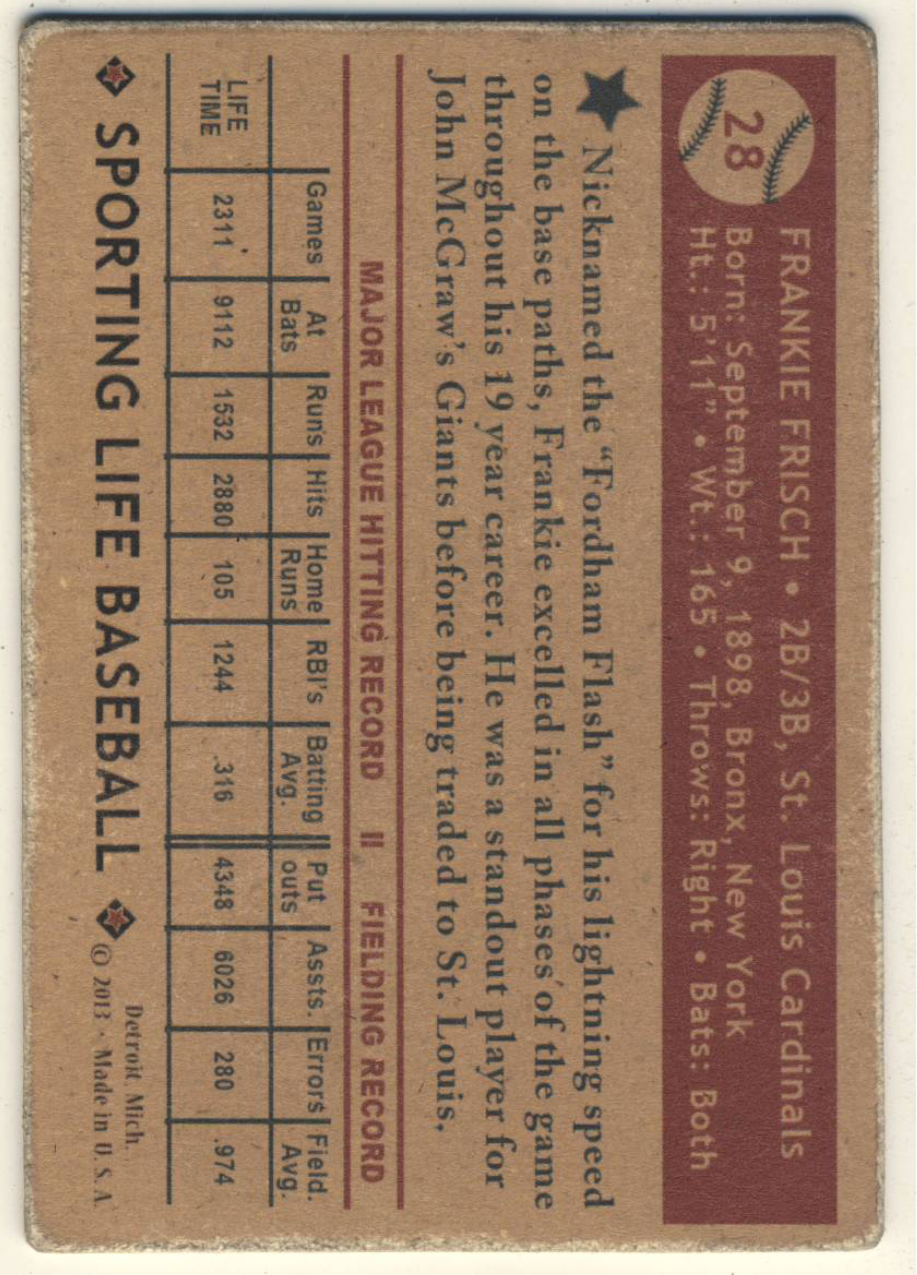 28
FRANKIE FRISCH • 2B/3B, St. Louis Cardinals
Born: September 9, 1898, Bronx, New York
Ht.: 5'11" • Wt.: 165 • Throws: Right • Bats: Both
Nicknamed the "Fordham Flash" for his lightning speed
on the base paths, Frankie excelled in all phases of the game
throughout his 19 year career. He was a standout player for
John McGraw's Giants before being traded to St. Louis.
MAJOR LEAGUE HITTING RECORD || FIELDING RECORD
Games At Bats Runs Hits Home Runs RBI's Batting Avg. Put outs Assts. Errors Field. Avg.
LIFE TIME 2311 9112 1532 2880 105 1244 .316 4348 6026 280 .974
SPORTING LIFE BASEBALL
Detroit, Mich.
© 2013 • Made in U. S. A.